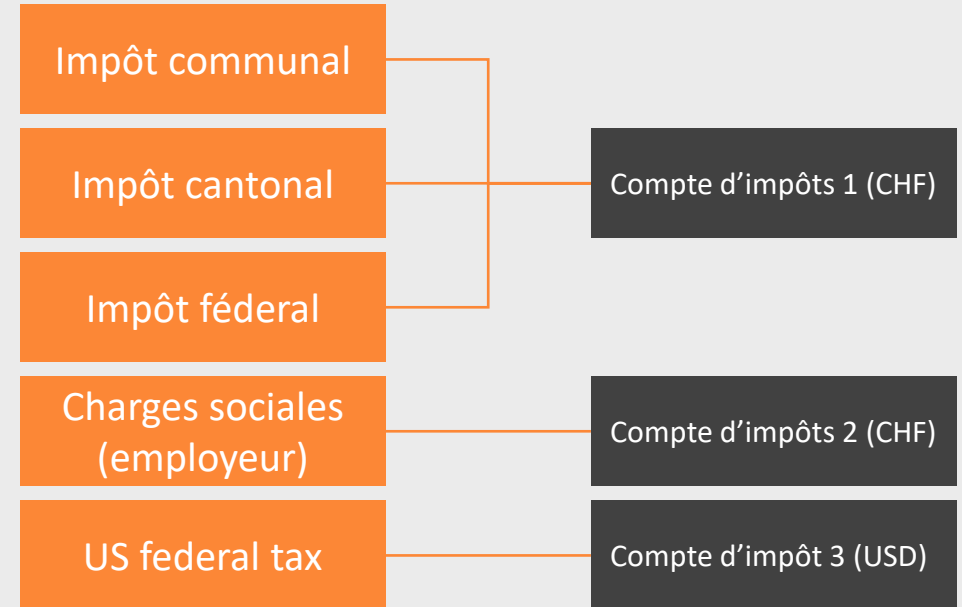 Impôt communal
Impôt cantonal
Compte d’impôts 1 (CHF)
Impôt féderal
Charges sociales
(employeur)
Compte d’impôts 2 (CHF)
US federal tax
Compte d’impôt 3 (USD)